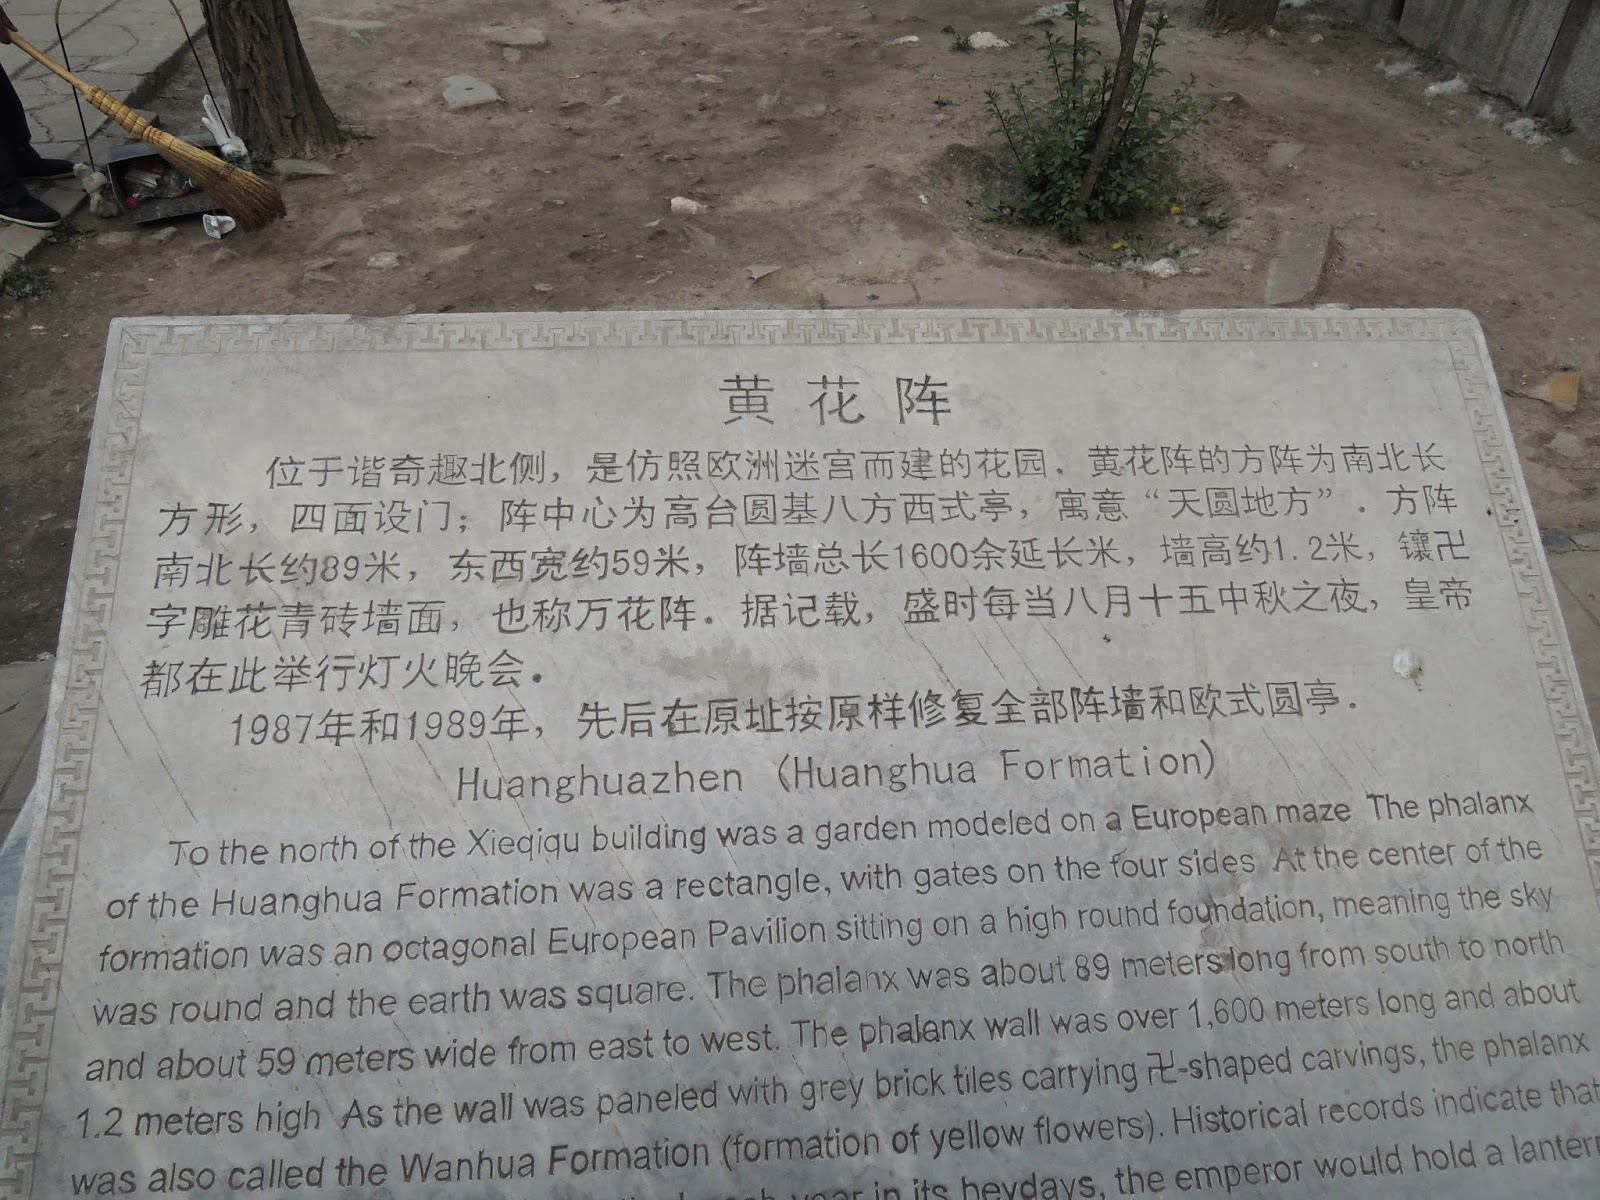 黄花阵
位于谐奇趣北侧，是仿照欧洲迷宫而建的花园．黄花阵的方阵为南北长
方形，四面设门；阵中心为高台圆基八方西式亭，寓意“天圆地方”．方阵
南北长约89米，东西宽约59米，阵墙总长1600余延长米，墙高约1.2米，镶卍
字雕花青砖墙面，也称万花阵．据记载，盛时每当八月十五中秋之夜，皇帝
都在此举行灯火晚会。
1987年和1989年，先后在原址按原样修复全部阵墙和欧式圆亭．
Huanghuazhen (Huanghua Formation)
To the north of the Xieqiqu building was a garden modeled on a European maze The phalanx
of the Huanghua Formation was a rectangle, with gates on the four sides At the center of the
formation was an octagonal European Pavilion sitting on a high round foundation, meaning the sky
was round and the earth was square. The phalanx was about 89 meters long from south to north
and about 59 meters wide from east to west. The phalanx wall was over 1,600 meters long and about
1.2 meters high As the wall was paneled with grey brick tiles carrying 卍-shaped carvings, the phalanx
was also called the Wanhua Formation (formation of yellow flowers). Historical records indicate that
each year in its heydays, the emperor would hold a lantern